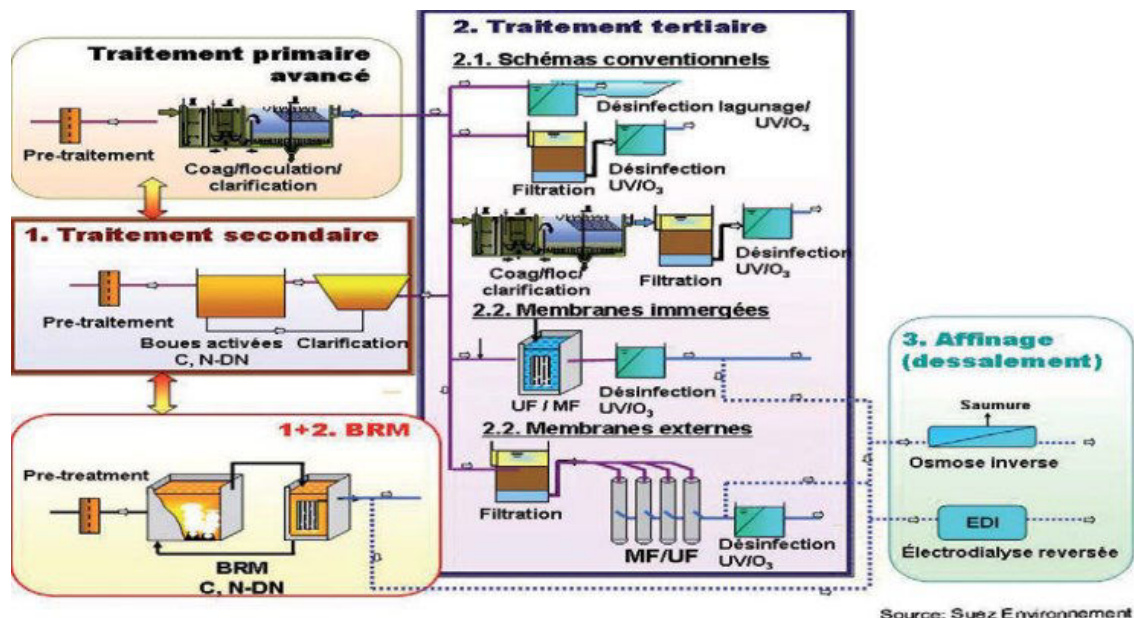 Traitement primaire
avancé
Pre-traitement
Coag/floculation/
clarification
1. Traitement secondaire
Pre-traitement
Boues activées
C, N-DN
Clarification
1+2. BRM
Pre-treatment
BRM
C, N-DN
2. Traitement tertiaire
2.1. Schémas conventionnels
Désinfection lagunage/
UV/O₃
Filtration
Désinfection
UV/O₃
Coag/floc/
clarification
Filtration
Désinfection
UV/O₃
2.2. Membranes immergées
UF / MF
Désinfection
UV/O₃
2.2. Membranes externes
Filtration
MF/UF
Désinfection
UV/O₃
3. Affinage
(dessalement)
Saumure
Osmose inverse
EDI
Électrodialyse reversée
Source: Suez Environnement